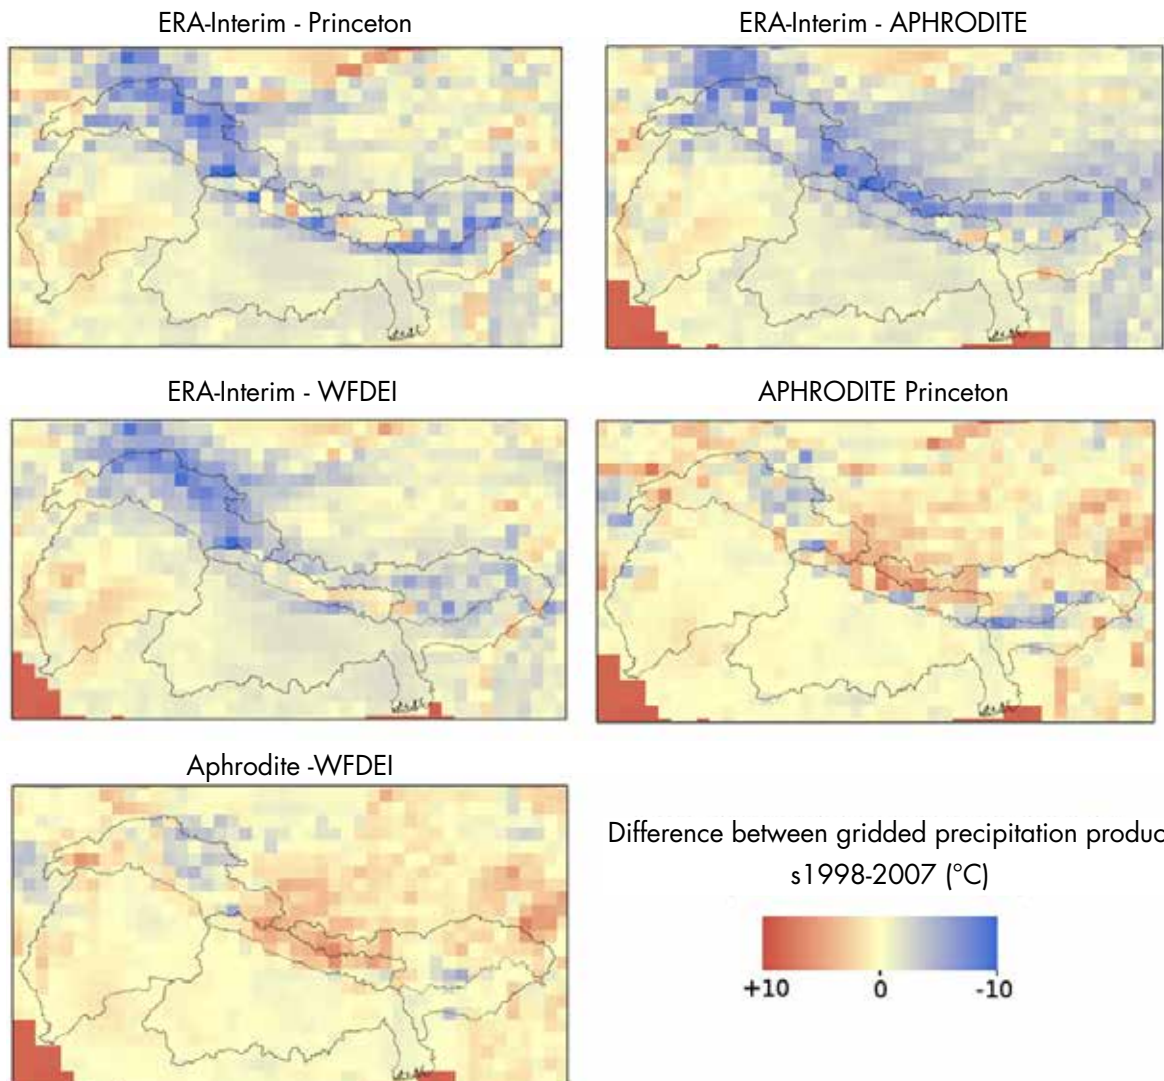 ERA-Interim - Princeton
ERA-Interim - APHRODITE
ERA-Interim - WFDEI
APHRODITE Princeton
Aphrodite -WFDEI
Difference between gridded precipitation produc
s1998-2007 (°C)
+10 0 -10